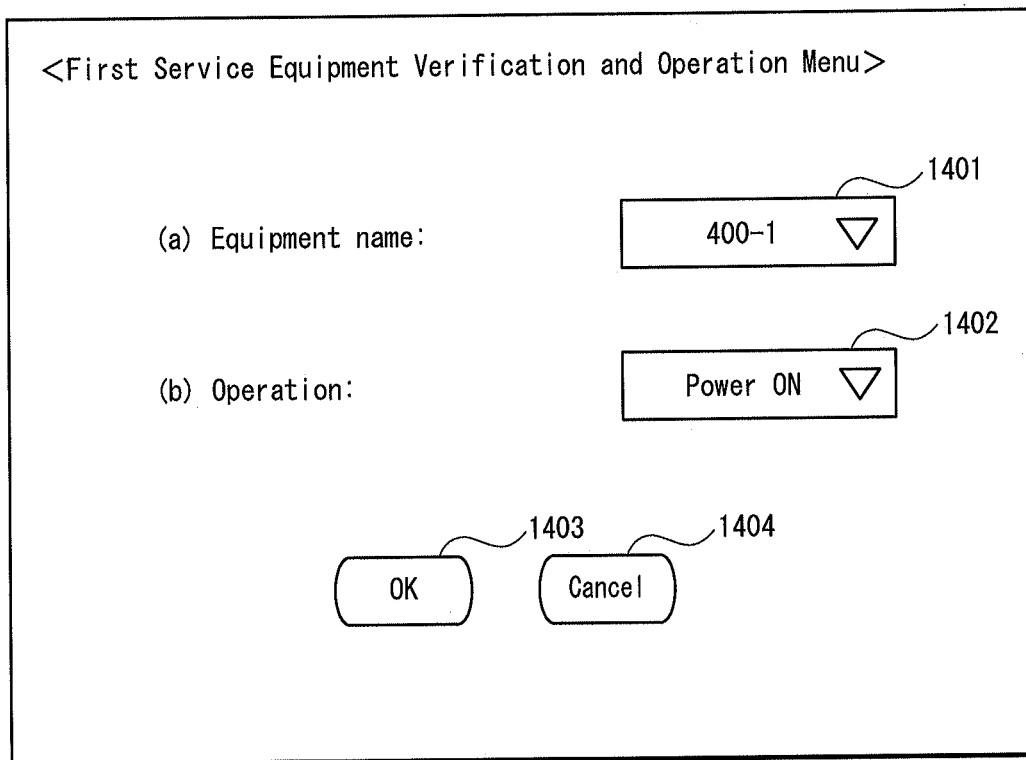 <First Service Equipment Verification and Operation Menu>
1401
(a) Equipment name:
400-1
1402
(b) Operation:
Power ON
1403
1404
OK
Cancel